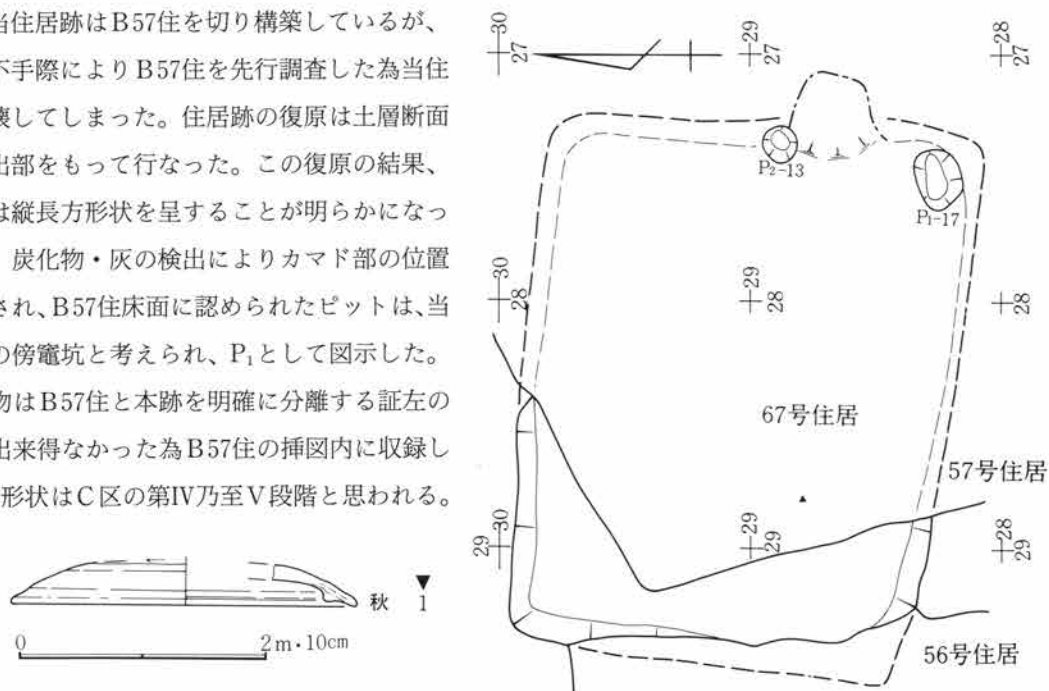 当住居跡はB57住を切り構築しているが、
不手際によりB57住を先行調査した為当住
壊してしまった。住居跡の復原は土層断面
出部をもって行なった。この復原の結果、
は縦長方形状を呈することが明らかになっ
炭化物・灰の検出によりカマド部の位置
され、B57住床面に認められたピットは、当
の傍竈坑と考えられ、P₁として図示した。
物はB57住と本跡を明確に分離する証左の
出来得なかった為B57住の挿図内に収録し
形状はC区の第Ⅳ乃至Ⅴ段階と思われる。
秋 1
0 2m・10cm
30 27
29 27
28 27
P₂-13
P₁-17
30 28
29 28
28
67号住居
57号住居
29 30
29 29
28 29
56号住居